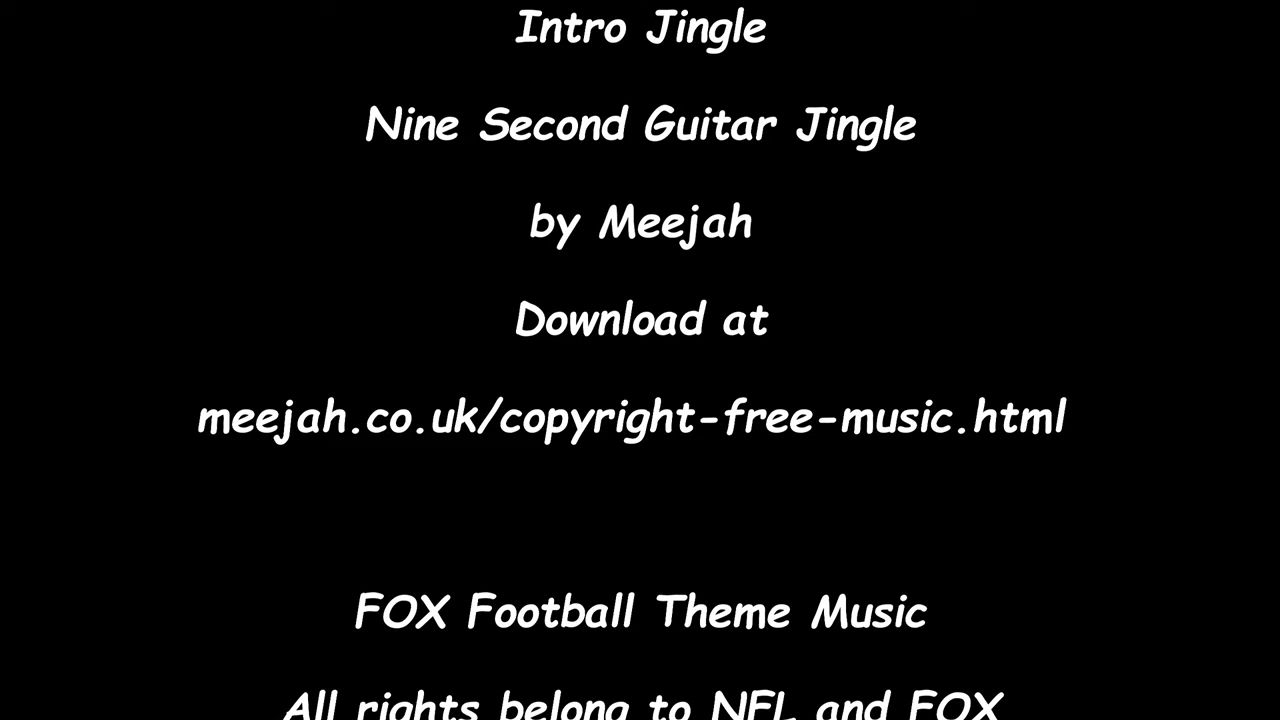 Intro Jingle
Nine Second Guitar Jingle
by Meejah
Download at
meejah.co.uk/copyright-free-music.html
FOX Football Theme Music
All rights belong to NFL and FOX